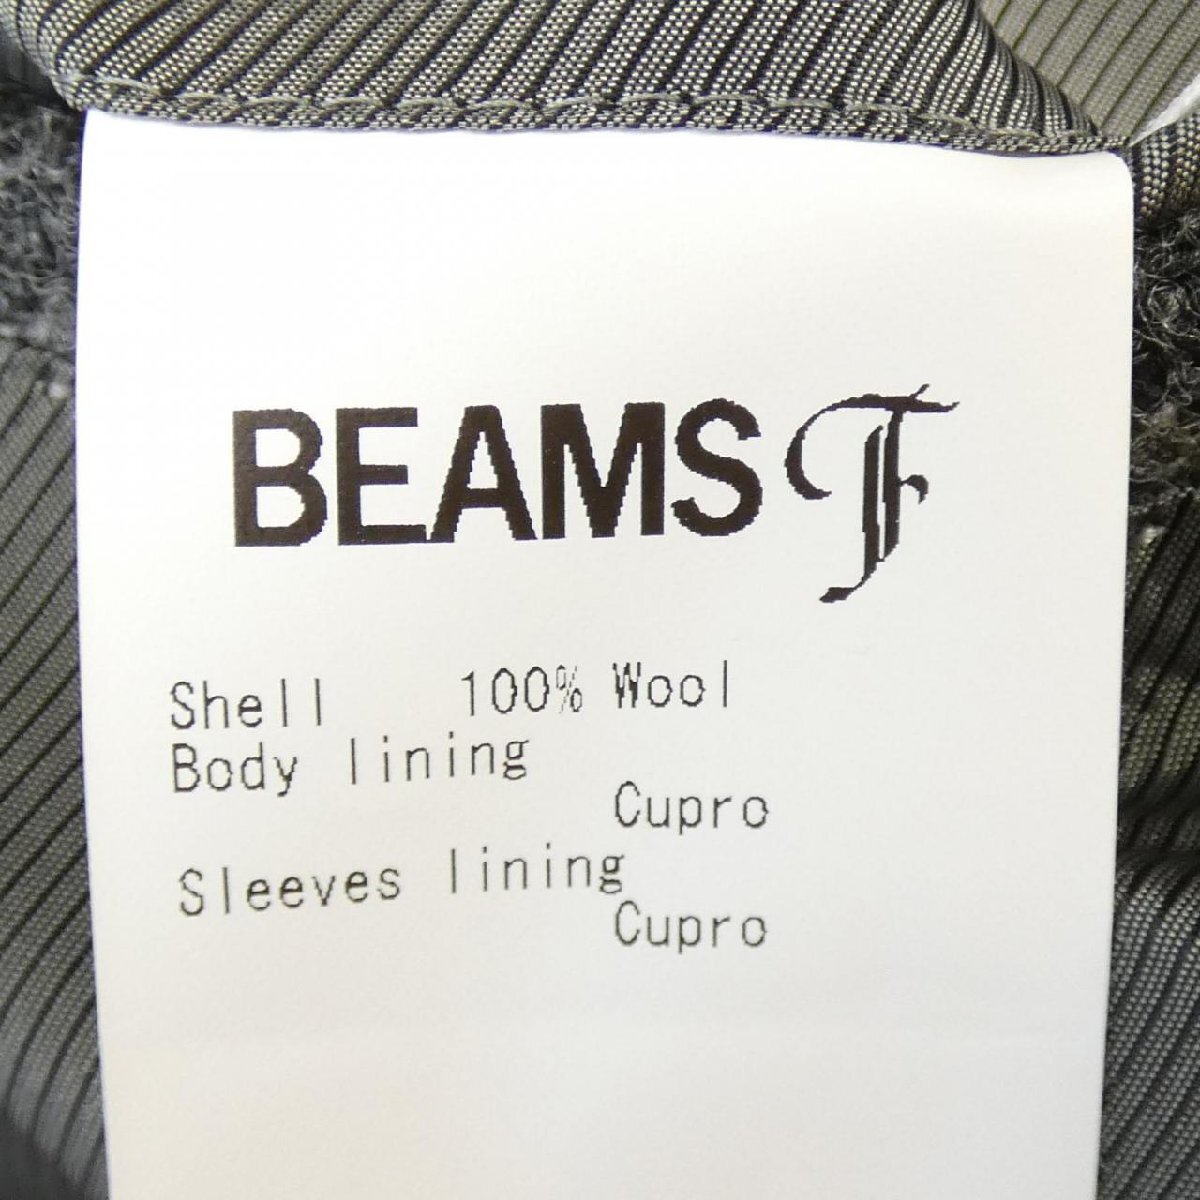 BEAMS F
Shell 100% Wool
Body lining
Cupro
Sleeves lining
Cupro